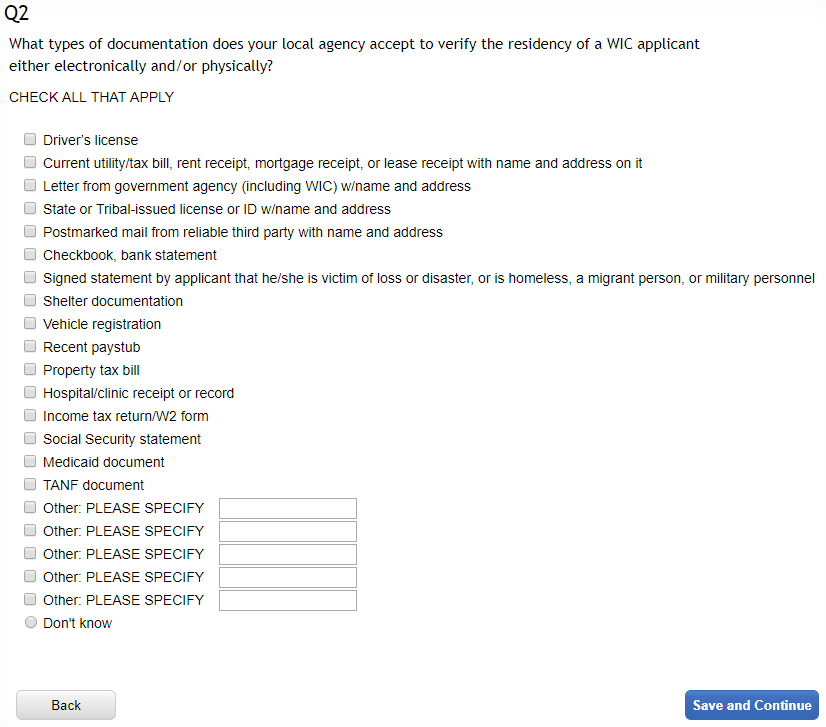 Q2
What types of documentation does your local agency accept to verify the residency of a WIC applicant
either electronically and/or physically?
CHECK ALL THAT APPLY
Driver's license
Current utility/tax bill, rent receipt, mortgage receipt, or lease receipt with name and address on it
Letter from government agency (including WIC) w/name and address
State or Tribal-issued license or ID w/name and address
Postmarked mail from reliable third party with name and address
Checkbook, bank statement
Signed statement by applicant that he/she is victim of loss or disaster, or is homeless, a migrant person, or military personnel
Shelter documentation
Vehicle registration
Recent paystub
Property tax bill
Hospital/clinic receipt or record
Income tax return/W2 form
Social Security statement
Medicaid document
TANF document
Other: PLEASE SPECIFY
Other: PLEASE SPECIFY
Other: PLEASE SPECIFY
Other: PLEASE SPECIFY
Other: PLEASE SPECIFY
Don't know
Back
Save and Continue